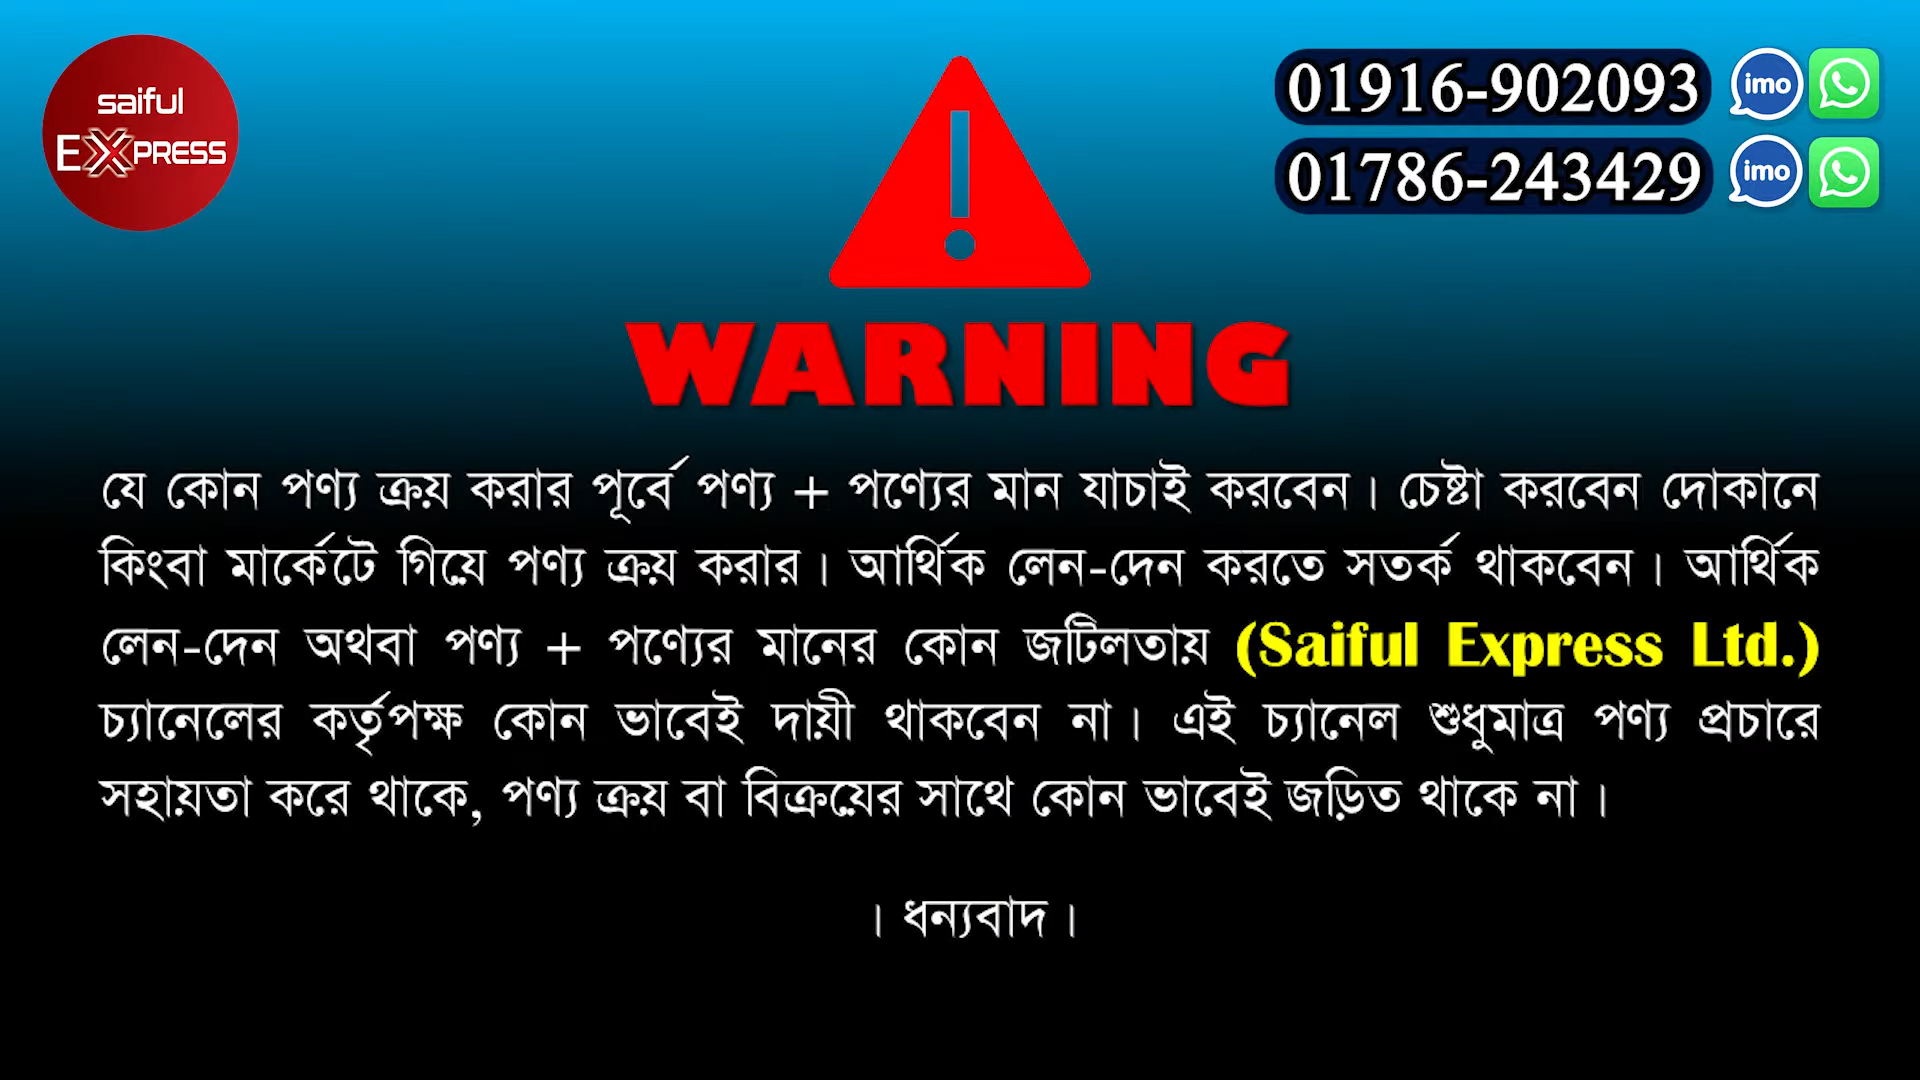 saiful
EXPRESS
01916-902093
imo
01786-243429
imo
WARNING
যে কোন পণ্য ক্রয় করার পূর্বে পণ্য + পণ্যের মান যাচাই করবেন। চেষ্টা করবেন দোকানে
কিংবা মার্কেটে গিয়ে পণ্য ক্রয় করার। আর্থিক লেন-দেন করতে সতর্ক থাকবেন। আর্থিক
লেন-দেন অথবা পণ্য + পণ্যের মানের কোন জটিলতায় (Saiful Express Ltd.)
চ্যানেলের কর্তৃপক্ষ কোন ভাবেই দায়ী থাকবেন না। এই চ্যানেল শুধুমাত্র পণ্য প্রচারে
সহায়তা করে থাকে, পণ্য ক্রয় বা বিক্রয়ের সাথে কোন ভাবেই জড়িত থাকে না।
। ধন্যবাদ।